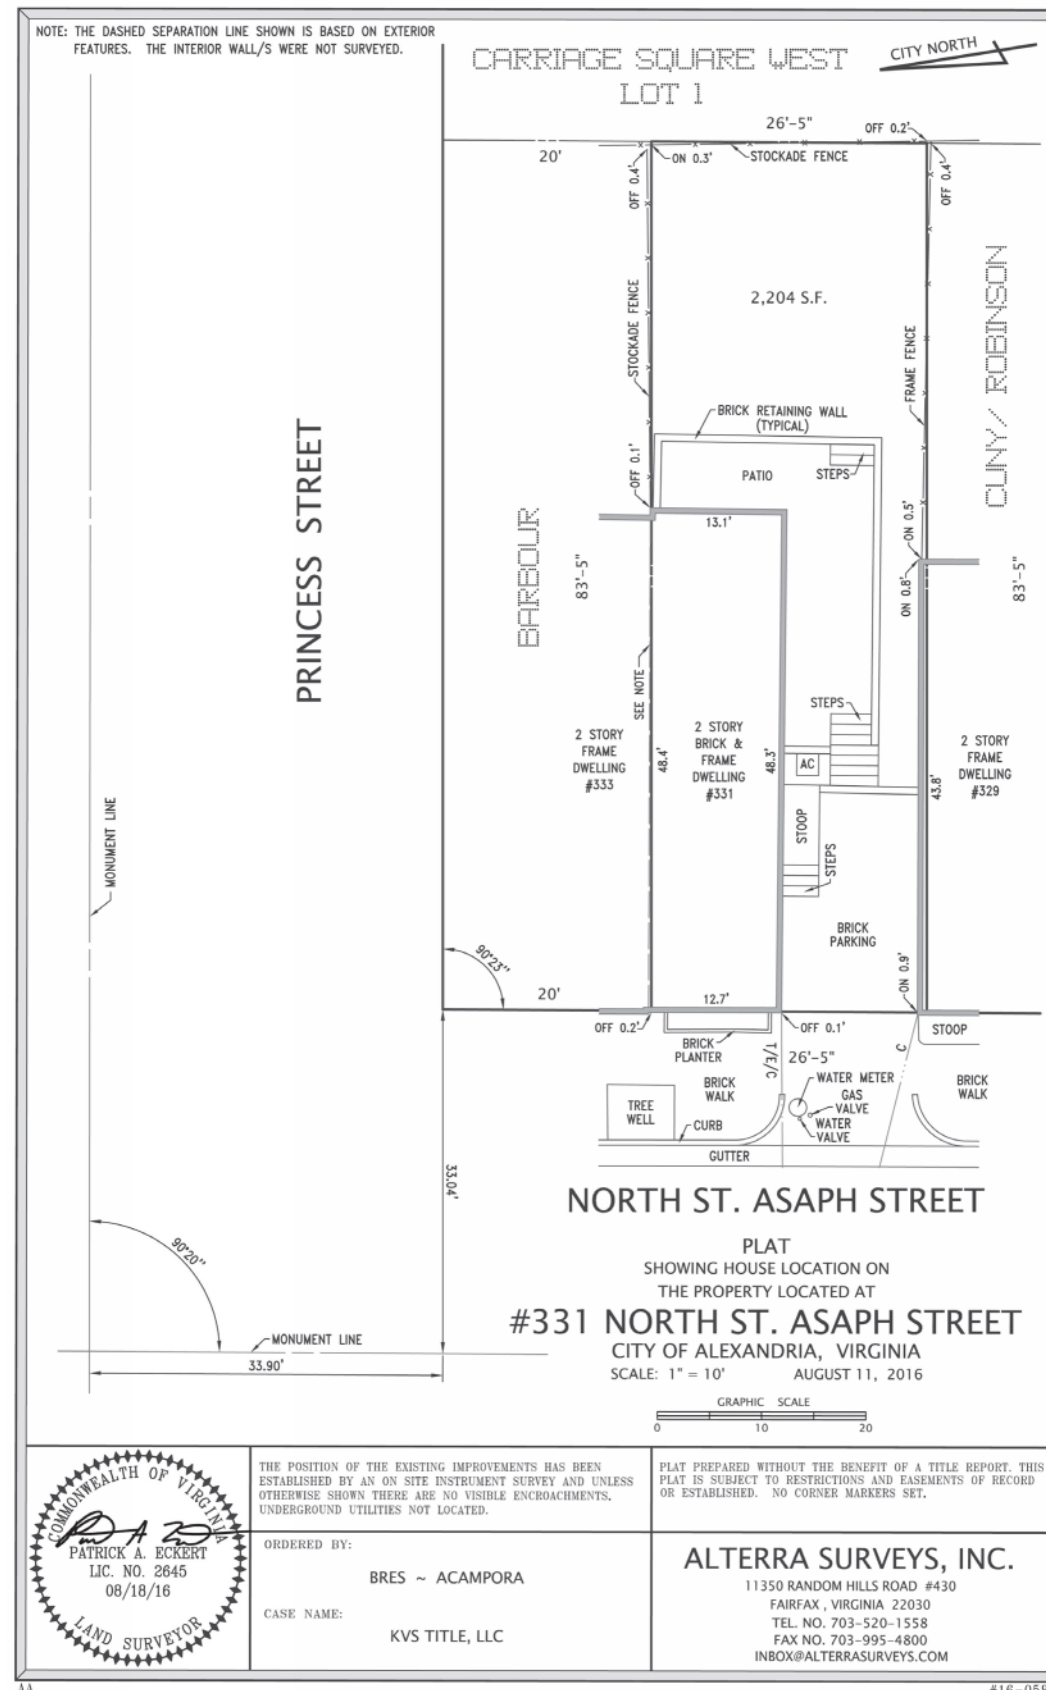 NOTE: THE DASHED SEPARATION LINE SHOWN IS BASED ON EXTERIOR
FEATURES. THE INTERIOR WALL/S WERE NOT SURVEYED.
CARRIAGE SQUARE WEST
LOT 1
CITY NORTH
26'-5"
OFF 0.2'
20'
ON 0.3'
STOCKADE FENCE
OFF 0.4'
OFF 0.4'
2,204 S.F.
STOCKADE FENCE
FRAME FENCE
CUNY/ ROBINSON
BRICK RETAINING WALL
(TYPICAL)
OFF 0.1'
PATIO
STEPS
PRINCESS STREET
BARBOUR
83'-5"
13.1'
ON 0.5'
ON 0.8'
83'-5"
SEE NOTE
STEPS
2 STORY
FRAME
DWELLING
#333
48.4'
2 STORY
BRICK &
FRAME
DWELLING
#331
48.3'
AC
43.8'
2 STORY
FRAME
DWELLING
#329
MONUMENT LINE
STOOP
STEPS
BRICK
PARKING
90°23''
ON 0.9'
20'
12.7'
OFF 0.2'
OFF 0.1'
STOOP
BRICK
PLANTER
T/E/C
26'-5"
C
BRICK
WALK
WATER METER
GAS
VALVE
WATER
VALVE
BRICK
WALK
TREE
WELL
CURB
GUTTER
33.04'
NORTH ST. ASAPH STREET
90°20''
PLAT
SHOWING HOUSE LOCATION ON
THE PROPERTY LOCATED AT
#331 NORTH ST. ASAPH STREET
CITY OF ALEXANDRIA, VIRGINIA
SCALE: 1" = 10' AUGUST 11, 2016
MONUMENT LINE
33.90'
GRAPHIC SCALE
0 10 20
COMMONWEALTH OF VIRGINIA
PATRICK A. ECKERT
LIC. NO. 2645
08/18/16
LAND SURVEYOR
THE POSITION OF THE EXISTING IMPROVEMENTS HAS BEEN
ESTABLISHED BY AN ON SITE INSTRUMENT SURVEY AND UNLESS
OTHERWISE SHOWN THERE ARE NO VISIBLE ENCROACHMENTS.
UNDERGROUND UTILITIES NOT LOCATED.
PLAT PREPARED WITHOUT THE BENEFIT OF A TITLE REPORT. THIS
PLAT IS SUBJECT TO RESTRICTIONS AND EASEMENTS OF RECORD
OR ESTABLISHED. NO CORNER MARKERS SET.
ORDERED BY:
BRES ~ ACAMPORA
CASE NAME:
KVS TITLE, LLC
ALTERRA SURVEYS, INC.
11350 RANDOM HILLS ROAD #430
FAIRFAX , VIRGINIA 22030
TEL. NO. 703-520-1558
FAX NO. 703-995-4800
INBOX@ALTERRASURVEYS.COM